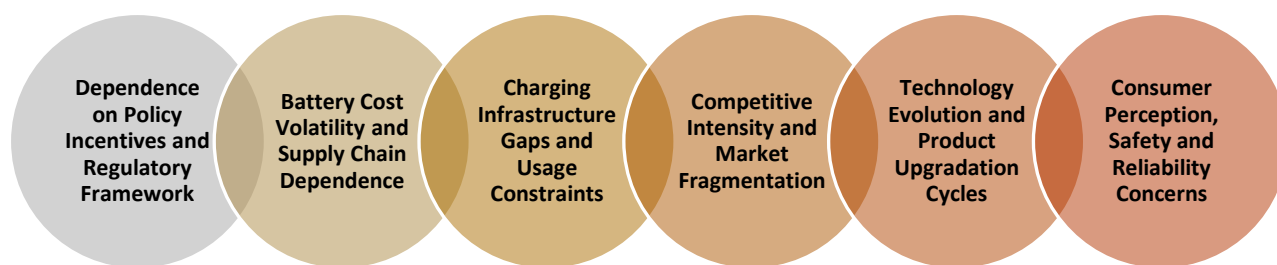 Dependence
on Policy
Incentives and
Regulatory
Framework
Battery Cost
Volatility and
Supply Chain
Dependence
Charging
Infrastructure
Gaps and
Usage
Constraints
Competitive
Intensity and
Market
Fragmentation
Technology
Evolution and
Product
Upgradation
Cycles
Consumer
Perception,
Safety and
Reliability
Concerns